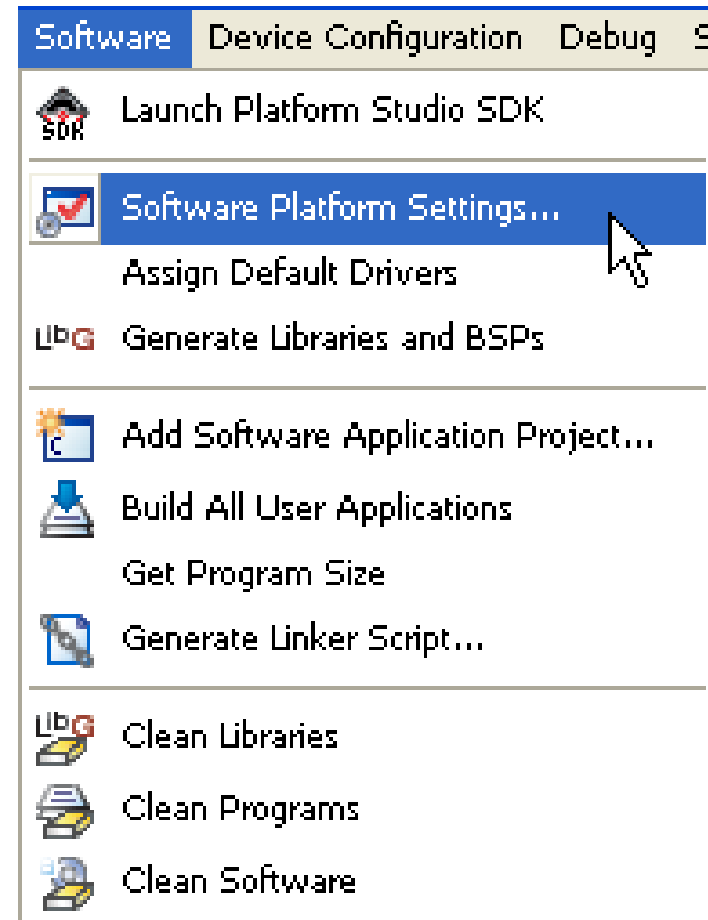 Software Device Configuration Debug S
SDK Launch Platform Studio SDK
Software Platform Settings...
Assign Default Drivers
LibG Generate Libraries and BSPs
C Add Software Application Project...
Build All User Applications
Get Program Size
Generate Linker Script...
LibG Clean Libraries
Clean Programs
Clean Software